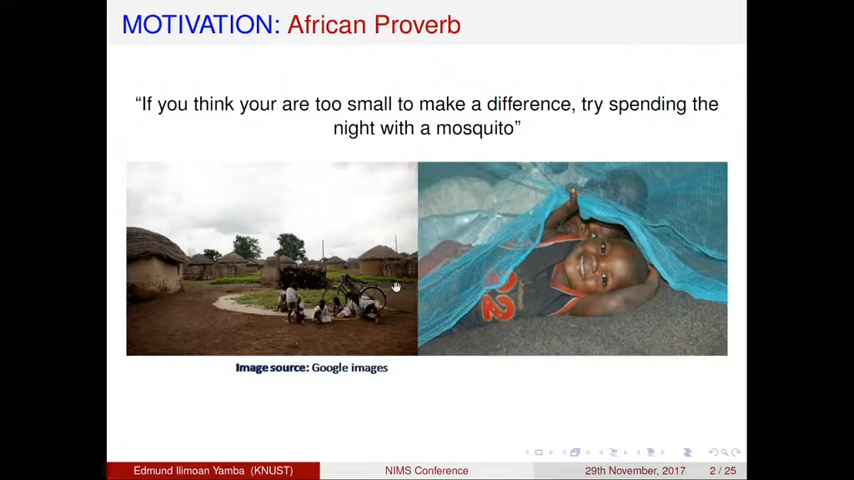 MOTIVATION: African Proverb
“If you think your are too small to make a difference, try spending the
night with a mosquito”
Image source: Google images
Edmund Ilimoan Yamba (KNUST) NIMS Conference 29th November, 2017 2 / 25